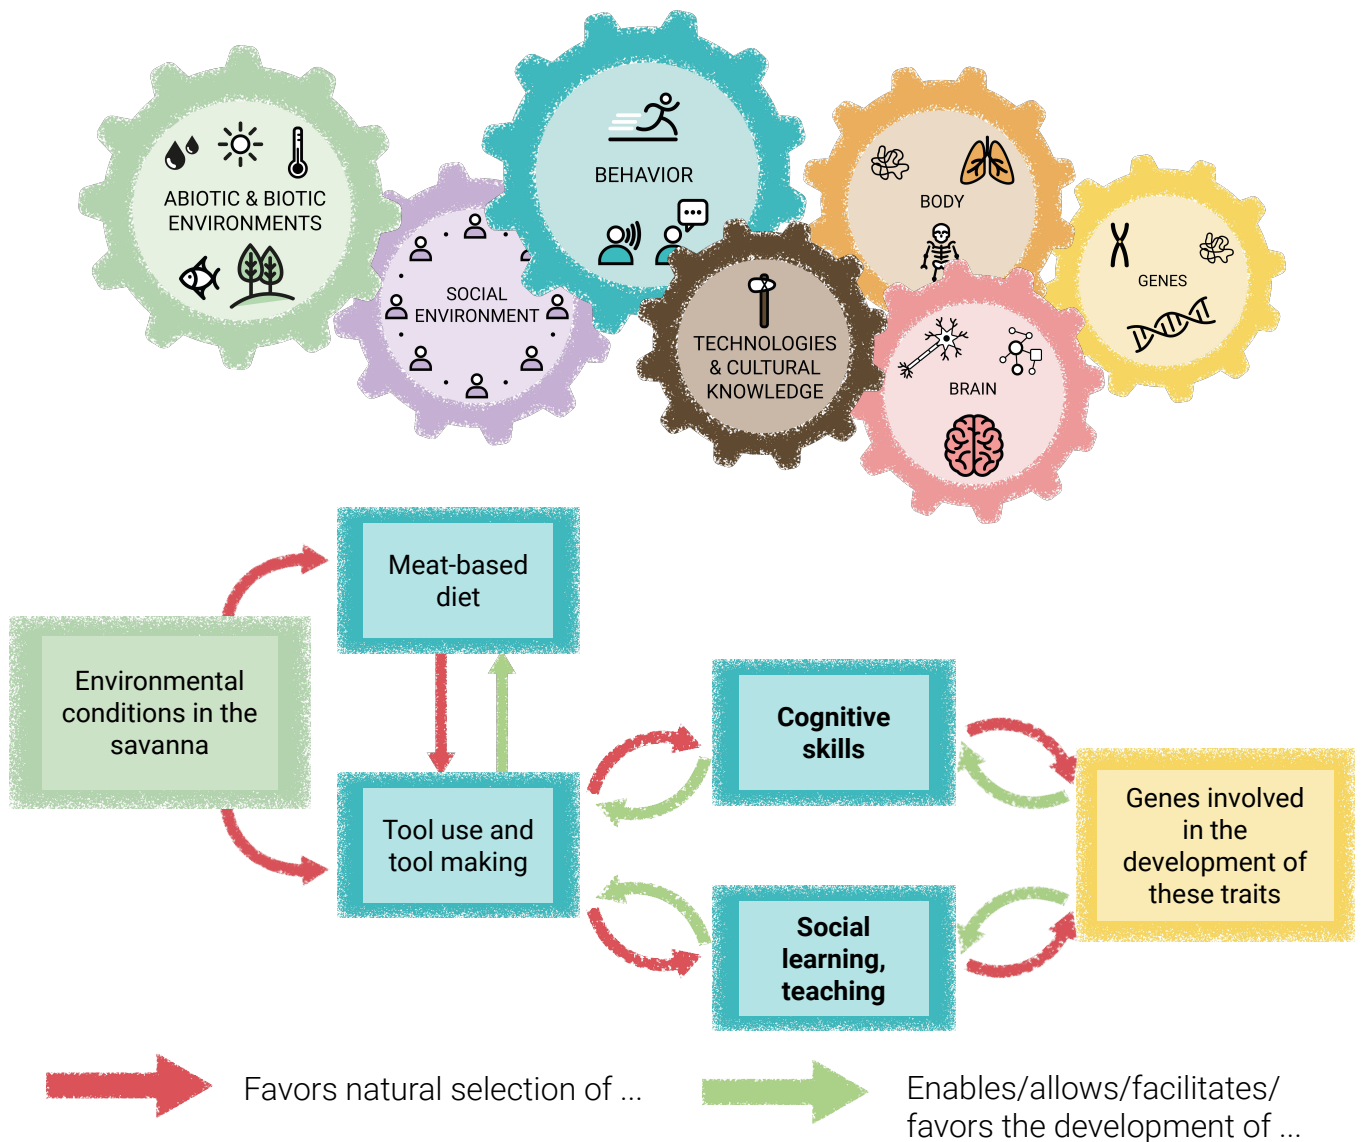 ABIOTIC & BIOTIC
ENVIRONMENTS
SOCIAL
ENVIRONMENT
BEHAVIOR
TECHNOLOGIES
& CULTURAL
KNOWLEDGE
BODY
BRAIN
GENES
Meat-based
diet
Environmental
conditions in the
savanna
Tool use and
tool making
Cognitive
skills
Social
learning,
teaching
Genes involved
in the
development of
these traits
Favors natural selection of ...
Enables/allows/facilitates/
favors the development of ...